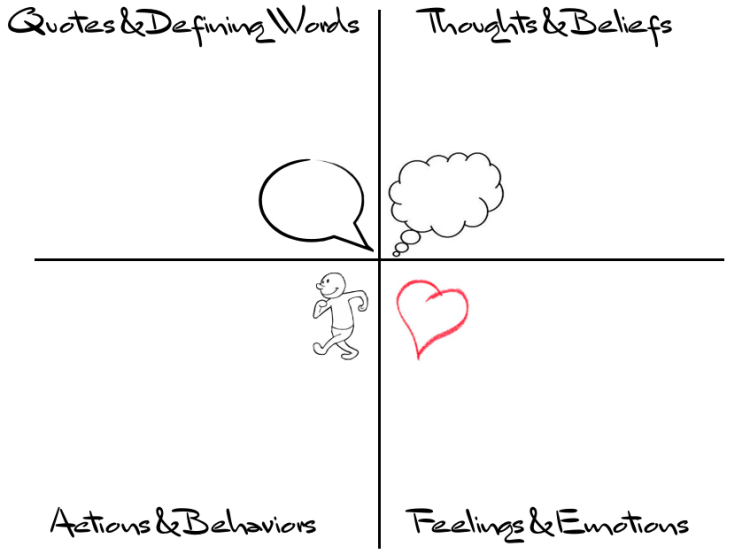 Quotes & Defining Words
Thoughts & Beliefs
Actions & Behaviors
Feelings & Emotions